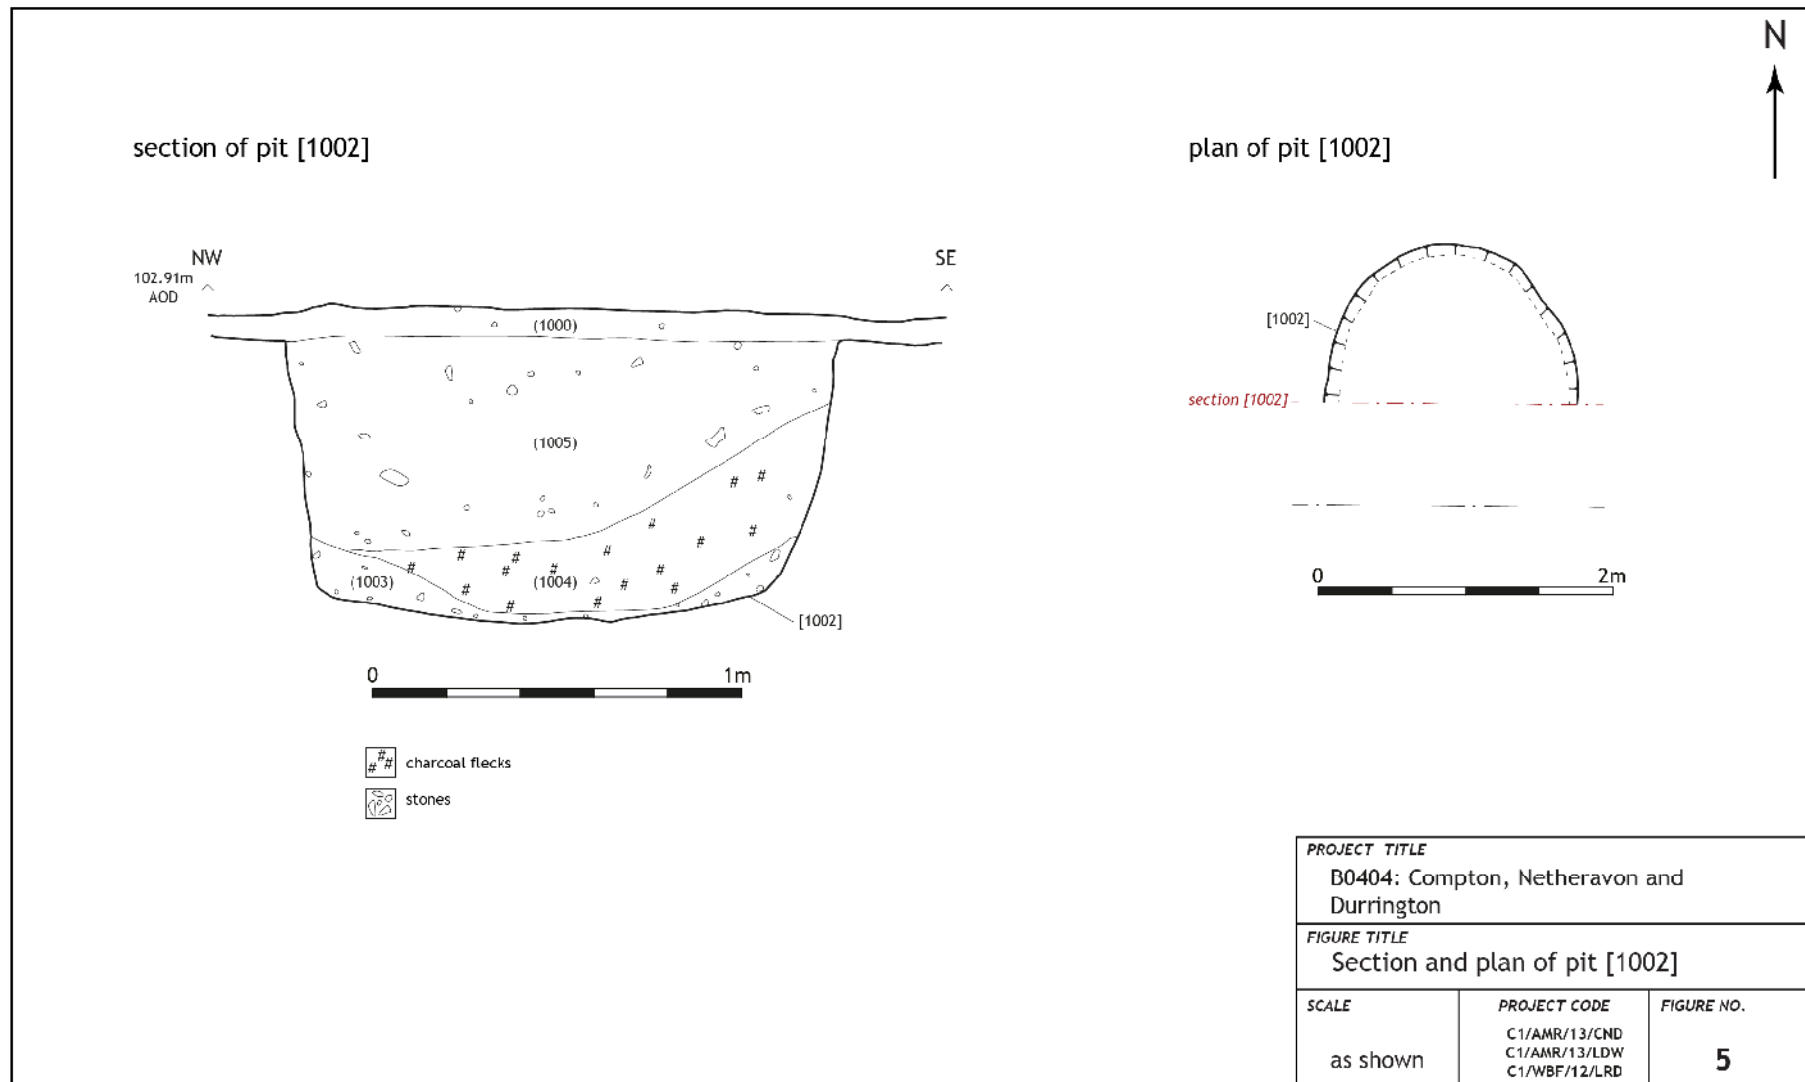 N
section of pit [1002]
plan of pit [1002]
NW
SE
102.91m
AOD
(1000)
[1002]
section [1002]
(1005)
(1003)
(1004)
[1002]
0
2m
0
1m
# # # charcoal flecks
stones
PROJECT TITLE
B0404: Compton, Netheravon and
Durrington
FIGURE TITLE
Section and plan of pit [1002]
SCALE
as shown
PROJECT CODE
C1/AMR/13/CND
C1/AMR/13/LDW
C1/WBF/12/LRD
FIGURE NO.
5